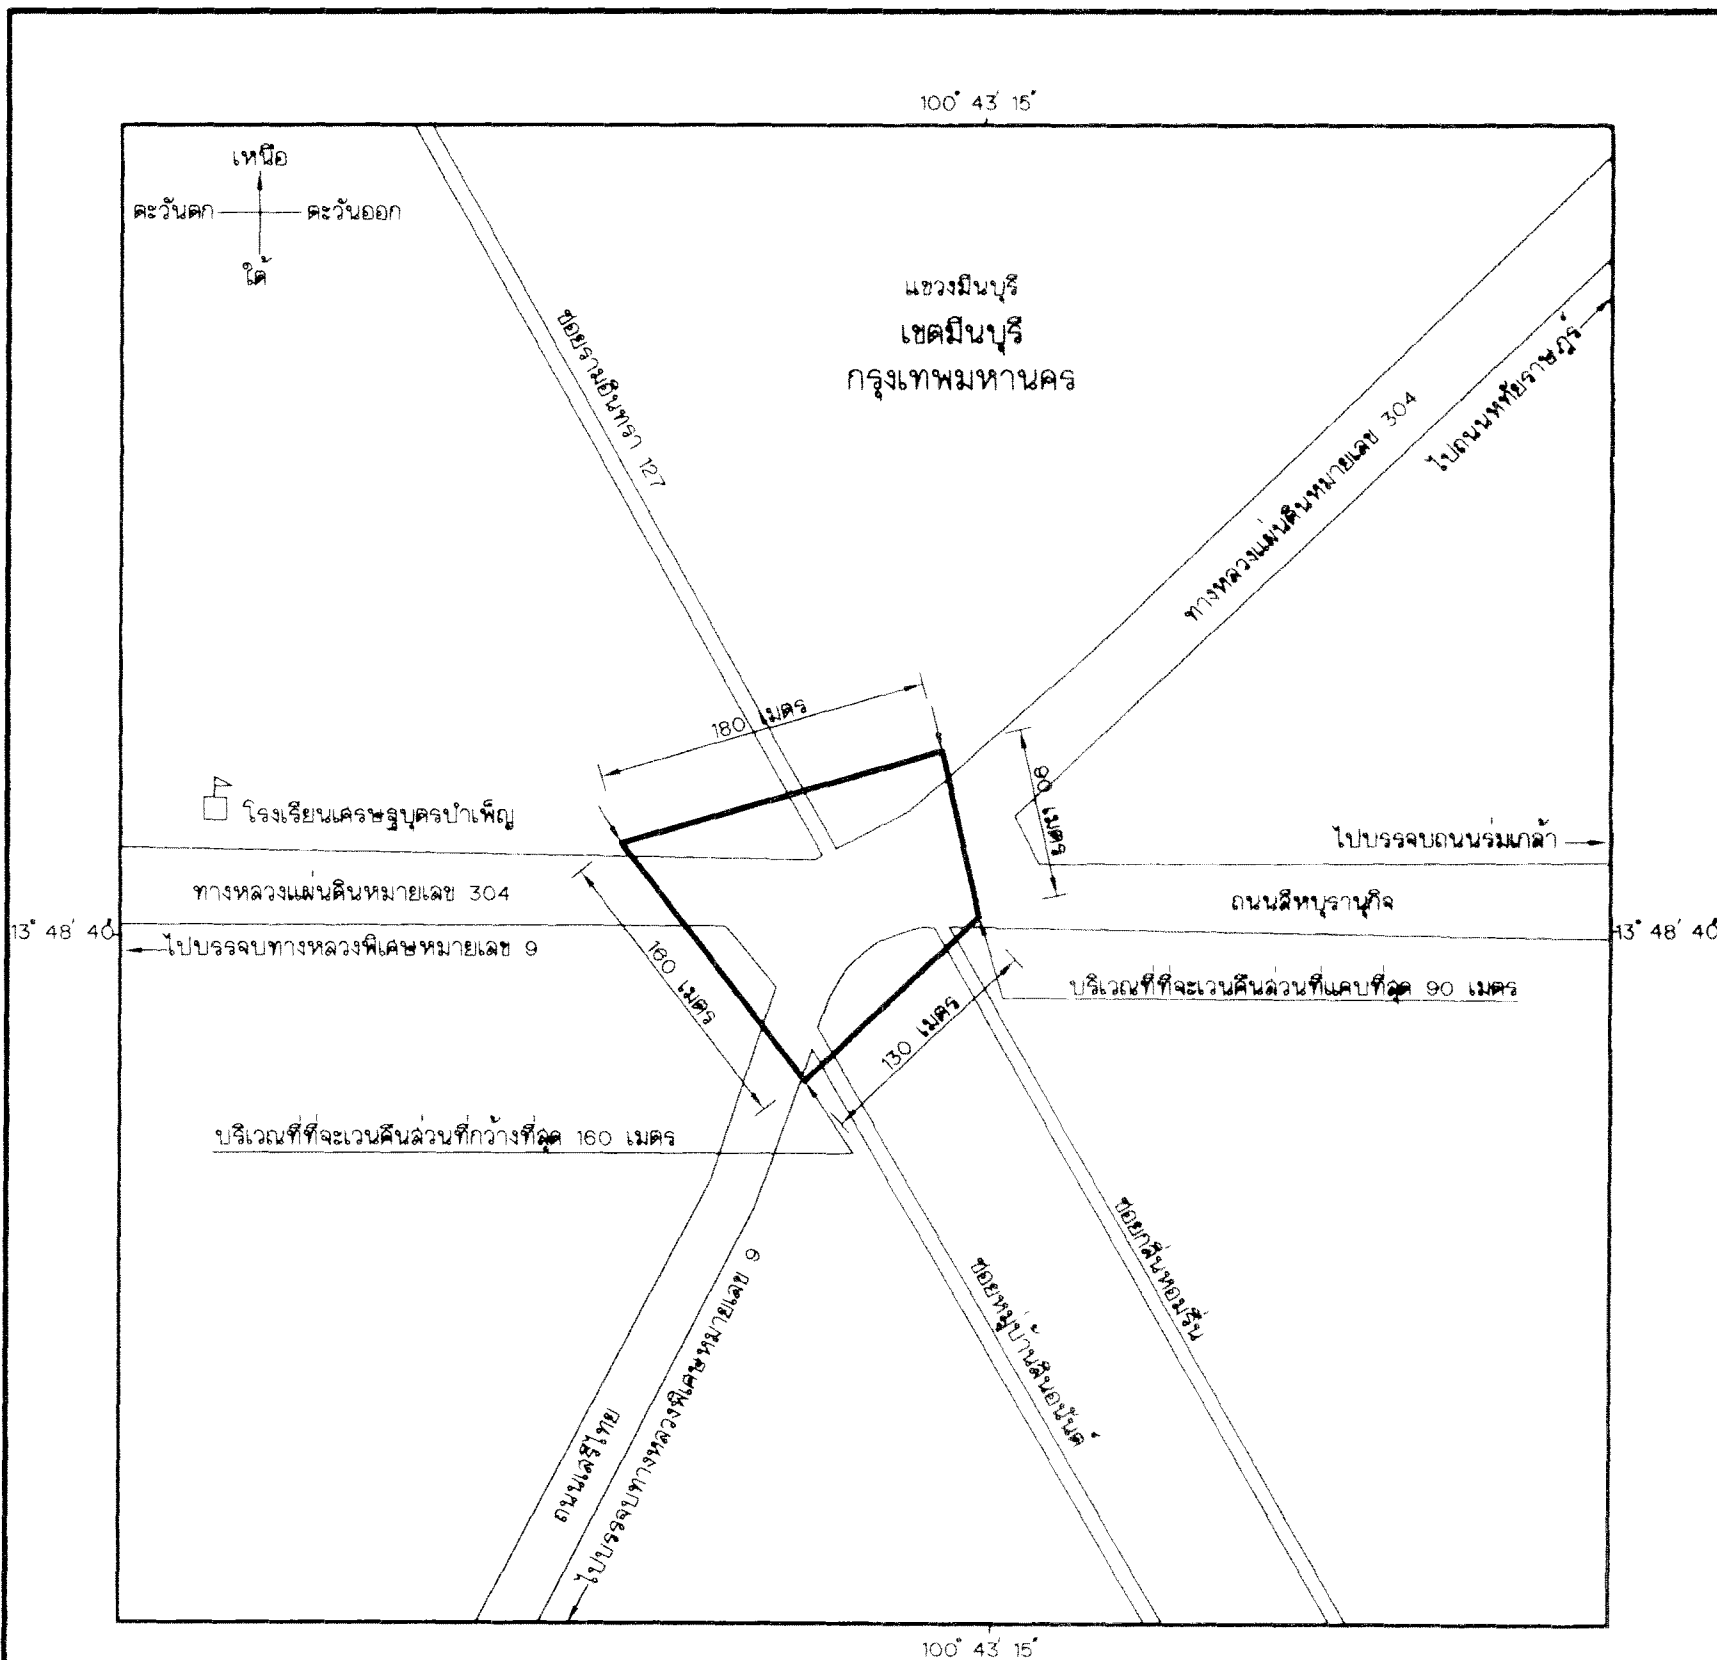 100° 43' 15"
เหนือ
ตะวันตก
ตะวันออก
ใต้
แขวงมีนบุรี
เขตมีนบุรี
กรุงเทพมหานคร
ซอยรามอินทรา 127
ทางหลวงแผ่นดินหมายเลข 304
ไปถนนหทัยราษฎร์
180 เมตร
โรงเรียนเศรษฐบุตรบำเพ็ญ
ไปบรรจบถนนร่มเกล้า
ทางหลวงแผ่นดินหมายเลข 304
ถนนสีหบุรานุกิจ
13° 48' 40"
13° 48' 40"
ไปบรรจบทางหลวงพิเศษหมายเลข 9
160 เมตร
130 เมตร
บริเวณที่ที่จะเวนคืนส่วนที่แคบที่สุด 90 เมตร
บริเวณที่ที่จะเวนคืนส่วนที่กว้างที่สุด 160 เมตร
ซอยกลิ่นหอมรื่น
ซอยหมู่บ้านสินอนันต์
ถนนเสรีไทย
ไปบรรจบทางหลวงพิเศษหมายเลข 9
100° 43' 15"